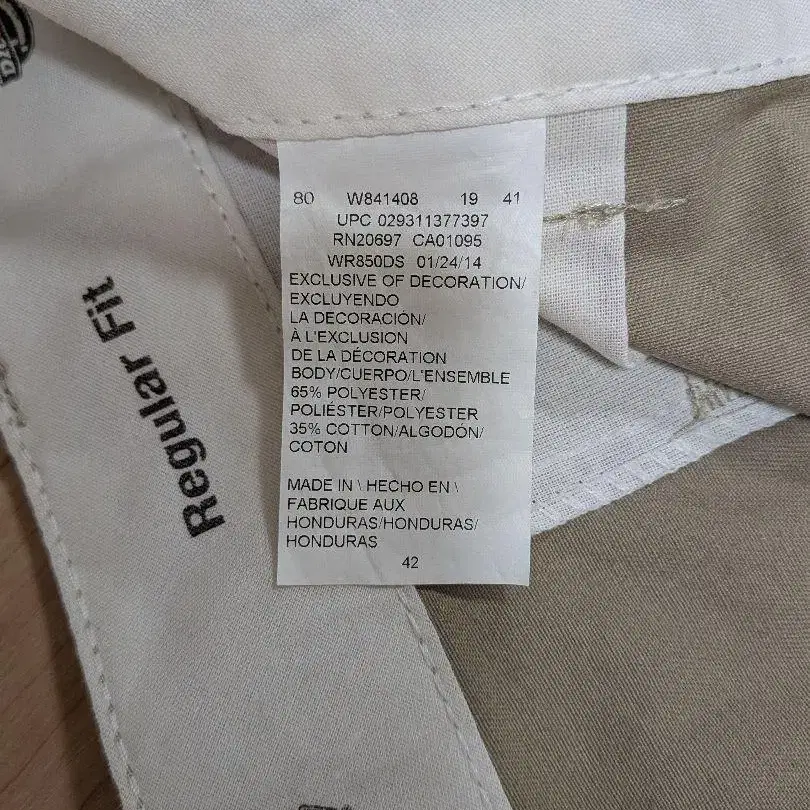 80 W841408 19 41
UPC 029311377397
RN20697 CA01095
WR850DS 01/24/14
EXCLUSIVE OF DECORATION/
EXCLUYENDO
LA DECORACIÓN/
À L'EXCLUSION
DE LA DÉCORATION
BODY/CUERPO/L'ENSEMBLE
65% POLYESTER/
POLIÉSTER/POLYESTER
35% COTTON/ALGODÓN/
COTON
MADE IN \ HECHO EN \
FABRIQUE AUX
HONDURAS/HONDURAS/
HONDURAS
42
Regular Fit